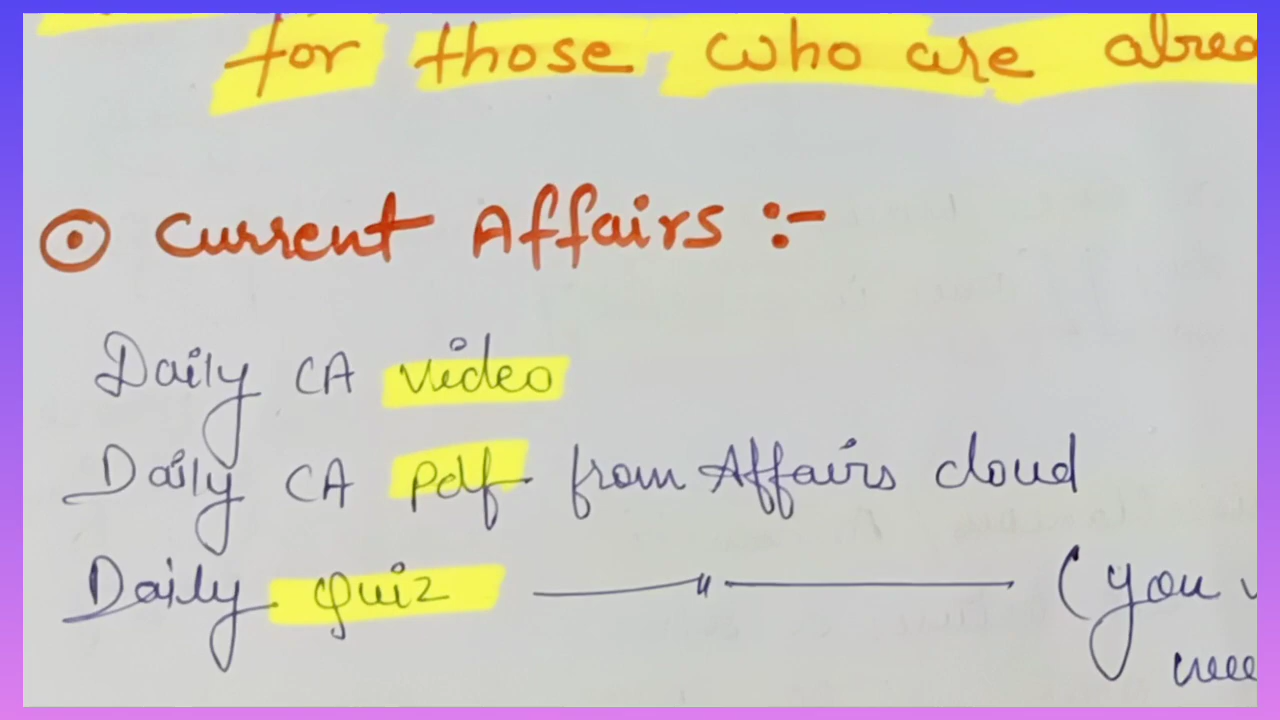 for those who are
⊙ Current Affairs :-
Daily CA video
Daily CA pdf from Affairs cloud
Daily quiz —— " —— (you